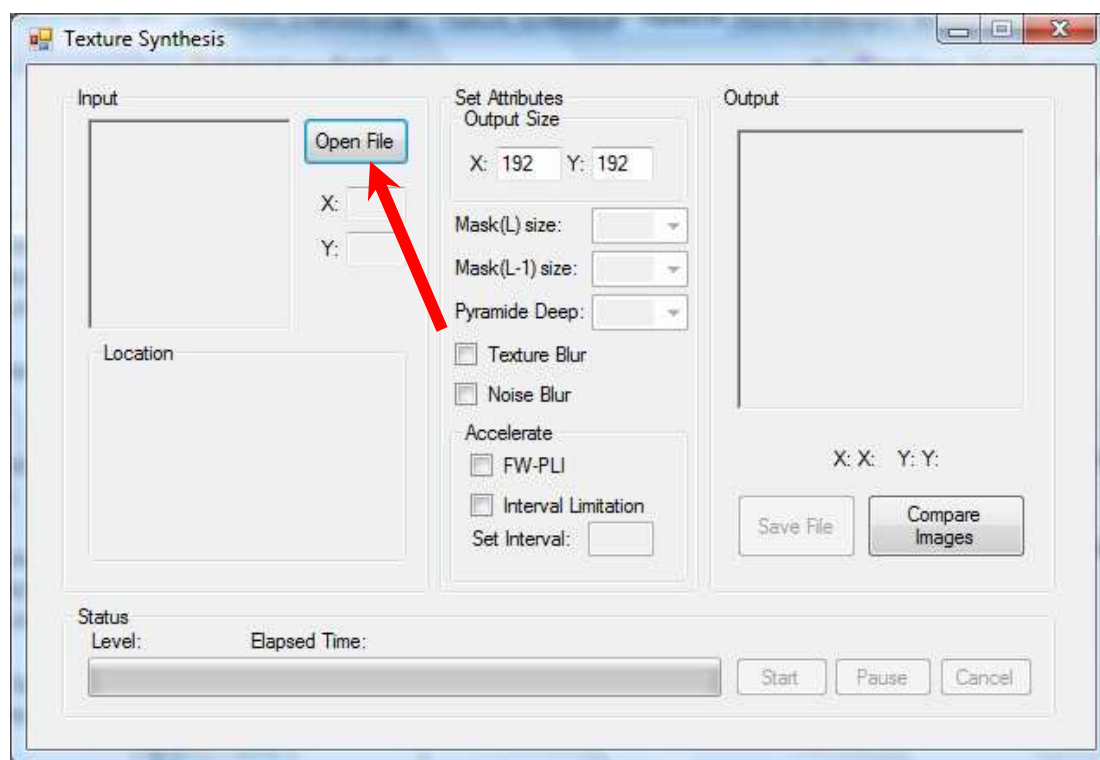 Texture Synthesis
Input
Open File
X:
Y:
Location
Set Attributes
Output Size
X: 192 Y: 192
Mask(L) size:
Mask(L-1) size:
Pyramide Deep:
Texture Blur
Noise Blur
Accelerate
FW-PLI
Interval Limitation
Set Interval:
Output
X: X: Y: Y:
Save File
Compare
Images
Status
Level: Elapsed Time:
Start Pause Cancel